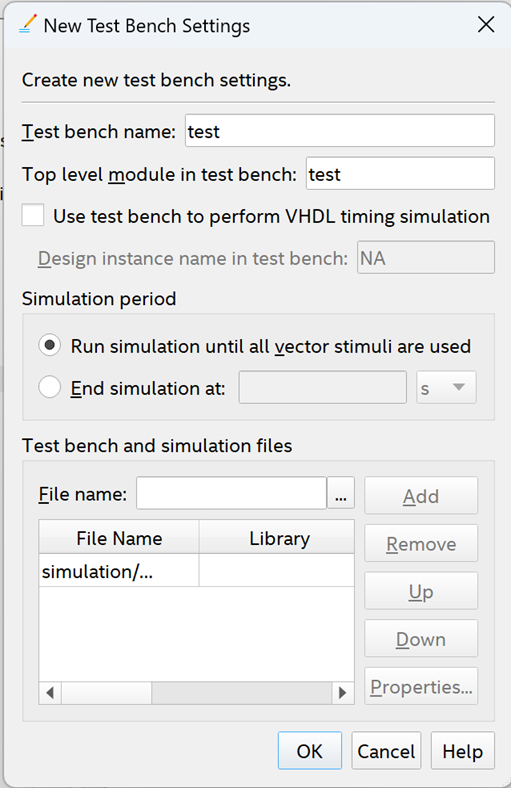 New Test Bench Settings
Create new test bench settings.
Test bench name: test
Top level module in test bench: test
Use test bench to perform VHDL timing simulation
Design instance name in test bench: NA
Simulation period
Run simulation until all vector stimuli are used
End simulation at: s
Test bench and simulation files
File name: ... Add
File Name Library Remove
simulation/...
Up
Down
Properties...
OK Cancel Help